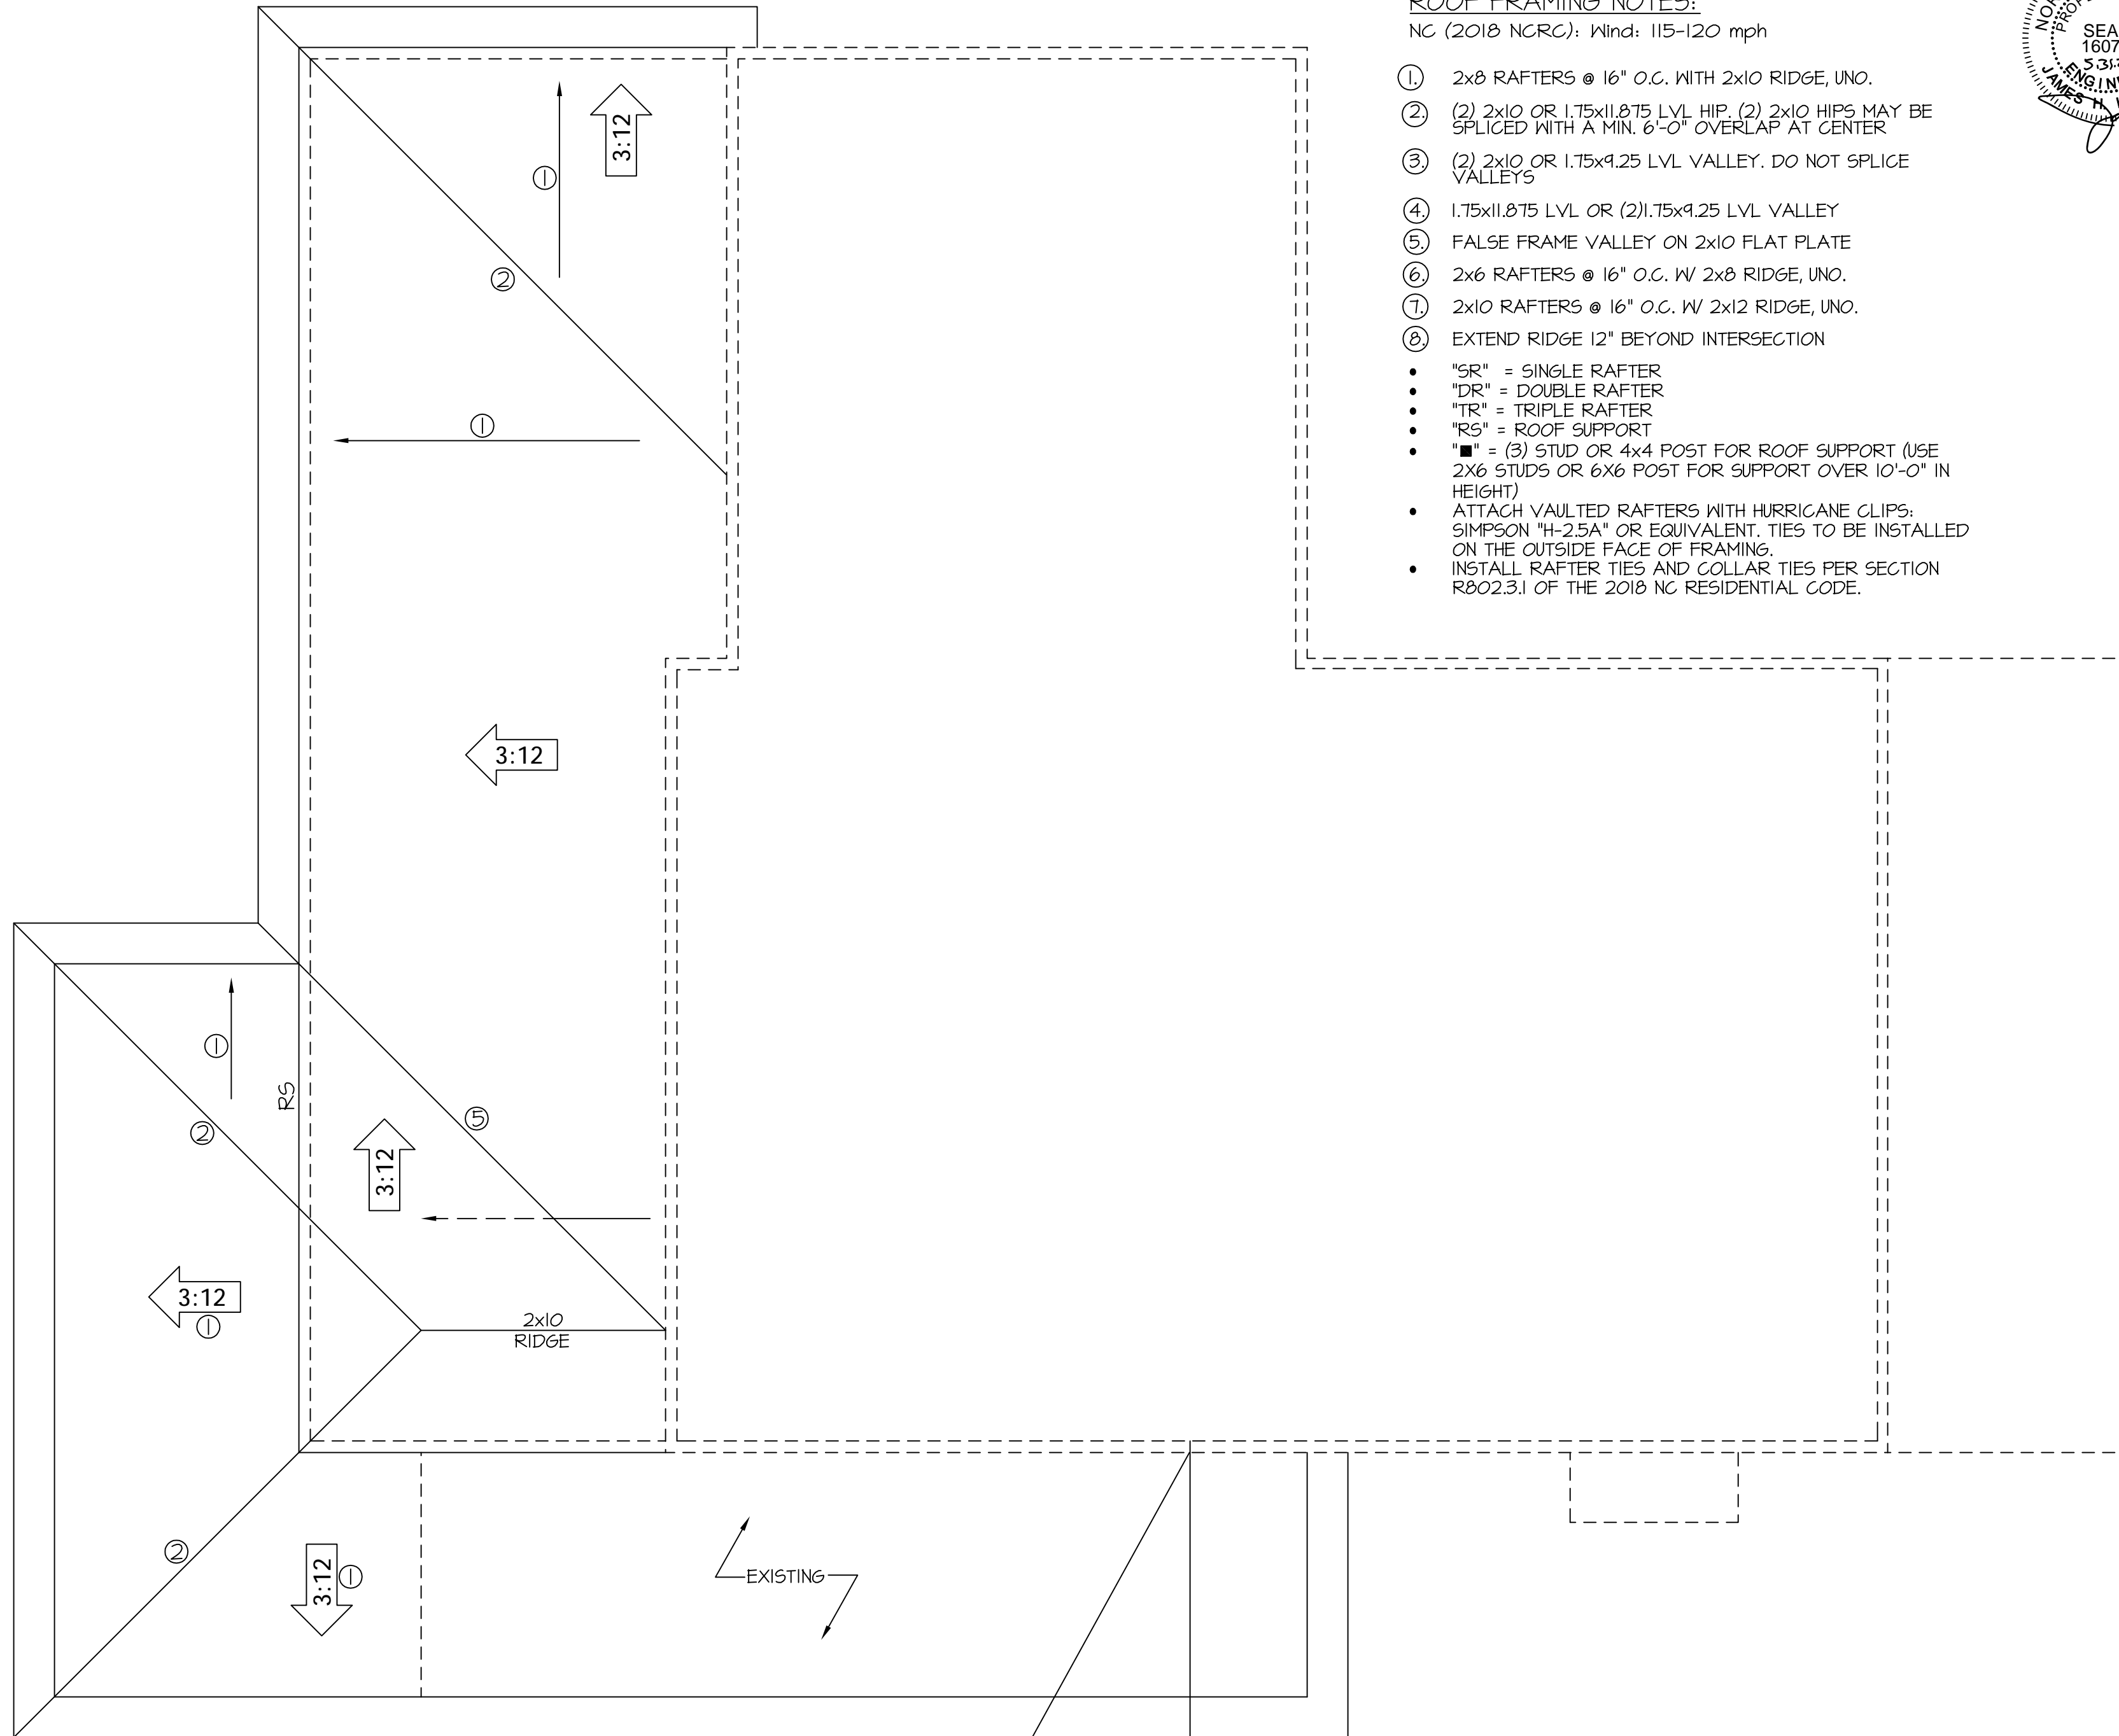 ROOF FRAMING NOTES:
NC (2018 NCRC): Wind: 115-120 mph
1. 2x8 RAFTERS @ 16" O.C. WITH 2x10 RIDGE, UNO.
2. (2) 2x10 OR 1.75x11.875 LVL HIP. (2) 2x10 HIPS MAY BE
SPLICED WITH A MIN. 6'-0" OVERLAP AT CENTER
3. (2) 2x10 OR 1.75x9.25 LVL VALLEY. DO NOT SPLICE
VALLEYS
4. 1.75x11.875 LVL OR (2)1.75x9.25 LVL VALLEY
5. FALSE FRAME VALLEY ON 2x10 FLAT PLATE
6. 2x6 RAFTERS @ 16" O.C. W/ 2x8 RIDGE, UNO.
7. 2x10 RAFTERS @ 16" O.C. W/ 2x12 RIDGE, UNO.
8. EXTEND RIDGE 12" BEYOND INTERSECTION
• "SR" = SINGLE RAFTER
• "DR" = DOUBLE RAFTER
• "TR" = TRIPLE RAFTER
• "RS" = ROOF SUPPORT
• "■" = (3) STUD OR 4x4 POST FOR ROOF SUPPORT (USE
2X6 STUDS OR 6X6 POST FOR SUPPORT OVER 10'-0" IN
HEIGHT)
• ATTACH VAULTED RAFTERS WITH HURRICANE CLIPS:
SIMPSON "H-2.5A" OR EQUIVALENT. TIES TO BE INSTALLED
ON THE OUTSIDE FACE OF FRAMING.
• INSTALL RAFTER TIES AND COLLAR TIES PER SECTION
R802.3.1 OF THE 2018 NC RESIDENTIAL CODE.
SEA
1607
JAMES H.
3:12
1
2
1
3:12
1
RS
2
5
3:12
3:12
1
2x10
RIDGE
2
3:12
1
EXISTING